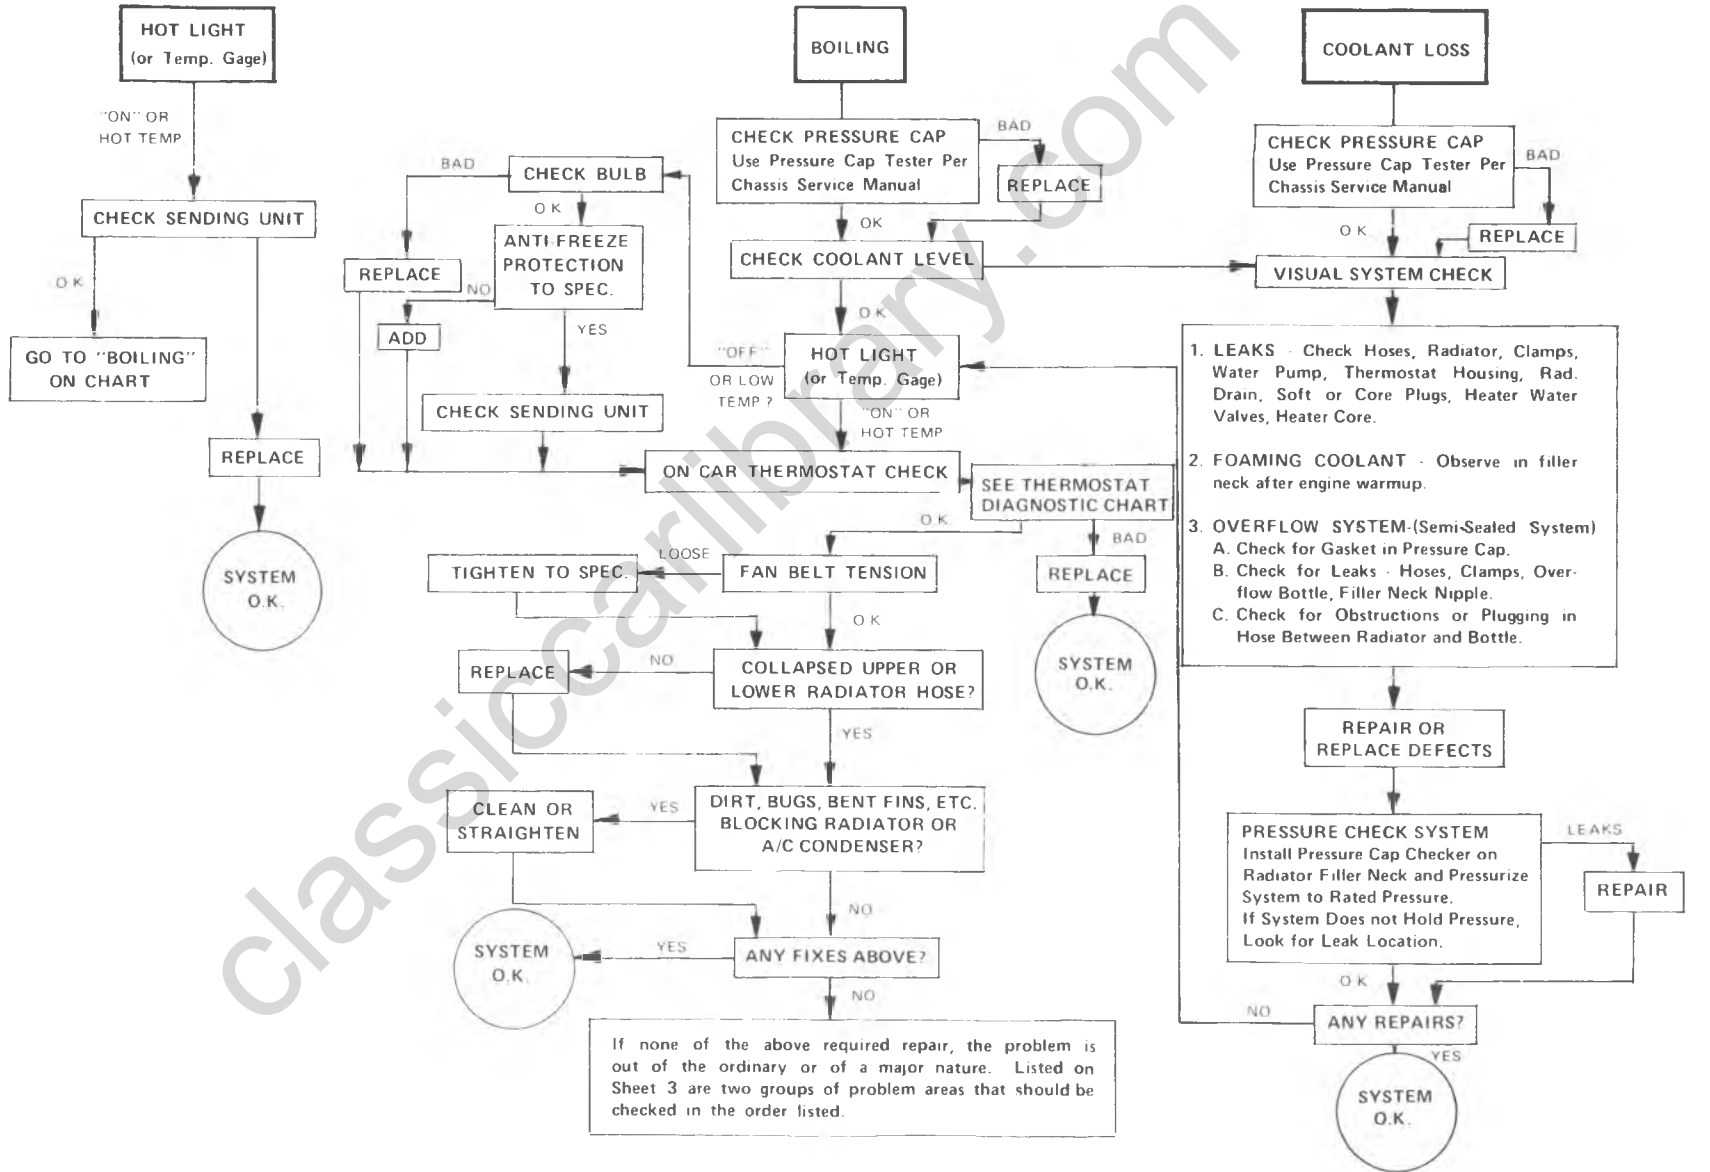 HOT LIGHT
(or Temp. Gage)
"ON" OR
HOT TEMP.
CHECK SENDING UNIT
O K
GO TO "BOILING"
ON CHART
REPLACE
SYSTEM
O.K.
BOILING
CHECK PRESSURE CAP
Use Pressure Cap Tester Per
Chassis Service Manual
BAD
REPLACE
OK
CHECK COOLANT LEVEL
O K
HOT LIGHT
(or Temp. Gage)
"OFF"
OR LOW
TEMP ?
CHECK BULB
BAD
REPLACE
O K
ANTI-FREEZE
PROTECTION
TO SPEC.
NO
ADD
YES
CHECK SENDING UNIT
"ON" OR
HOT TEMP
ON CAR THERMOSTAT CHECK
SEE THERMOSTAT
DIAGNOSTIC CHART
BAD
REPLACE
SYSTEM
O.K.
O.K.
FAN BELT TENSION
LOOSE
TIGHTEN TO SPEC.
O K
COLLAPSED UPPER OR
LOWER RADIATOR HOSE?
NO
REPLACE
YES
DIRT, BUGS, BENT FINS, ETC.
BLOCKING RADIATOR OR
A/C CONDENSER?
YES
CLEAN OR
STRAIGHTEN
NO
ANY FIXES ABOVE?
YES
SYSTEM
O.K.
NO
If none of the above required repair, the problem is
out of the ordinary or of a major nature. Listed on
Sheet 3 are two groups of problem areas that should be
checked in the order listed.
COOLANT LOSS
CHECK PRESSURE CAP
Use Pressure Cap Tester Per
Chassis Service Manual
BAD
REPLACE
O K
VISUAL SYSTEM CHECK
1. LEAKS - Check Hoses, Radiator, Clamps,
Water Pump, Thermostat Housing, Rad.
Drain, Soft or Core Plugs, Heater Water
Valves, Heater Core.
2. FOAMING COOLANT - Observe in filler
neck after engine warmup.
3. OVERFLOW SYSTEM-(Semi-Sealed System)
A. Check for Gasket in Pressure Cap.
B. Check for Leaks - Hoses, Clamps, Over-
flow Bottle, Filler Neck Nipple.
C. Check for Obstructions or Plugging in
Hose Between Radiator and Bottle.
REPAIR OR
REPLACE DEFECTS
PRESSURE CHECK SYSTEM
Install Pressure Cap Checker on
Radiator Filler Neck and Pressurize
System to Rated Pressure.
If System Does not Hold Pressure,
Look for Leak Location.
LEAKS
REPAIR
O K
ANY REPAIRS?
NO
YES
SYSTEM
O.K.
classiccarlibrary.com